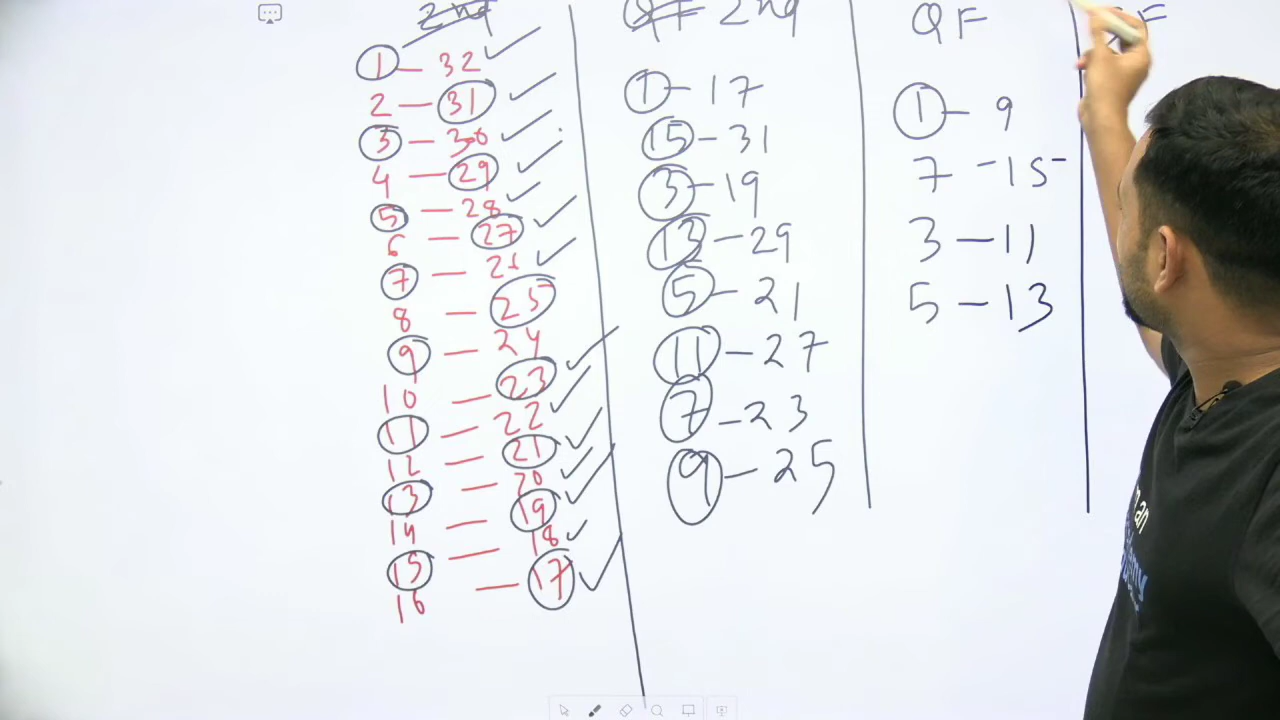 2nd
1 — 32
2 — 31
3 — 30
4 — 29
5 — 28
6 — 27
7 — 26
8 — 25
9 — 24
10 — 23
11 — 22
12 — 21
13 — 20
14 — 19
15 — 18
16 — 17
QF 2nd
1 – 17
15 – 31
3 – 19
13 – 29
5 – 21
11 – 27
7 – 23
9 – 25
QF
1 – 9
7 – 15
3 – 11
5 – 13
F
an